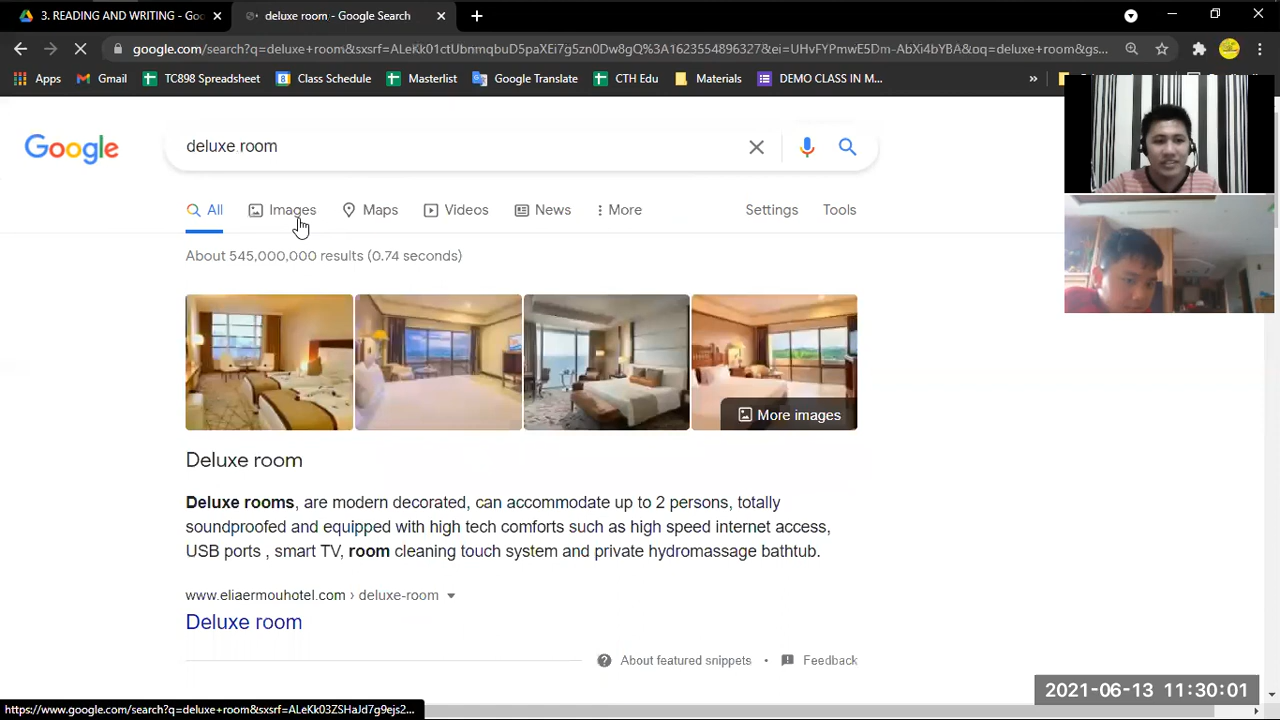 3. READING AND WRITING - Goo
deluxe room - Google Search
google.com/search?q=deluxe+room&sxsrf=ALeKk01ctUbnmqbuD5paXEi7g5zn0Dw8gQ%3A1623554896327&ei=UHvFYPmwE5Dm-AbXi4bYBA&oq=deluxe+room&gs...
Apps
Gmail
TC898 Spreadsheet
Class Schedule
Masterlist
Google Translate
CTH Edu
Materials
DEMO CLASS IN M...
»
Google
deluxe room
All
Images
Maps
Videos
News
More
Settings
Tools
About 545,000,000 results (0.74 seconds)
More images
Deluxe room
Deluxe rooms, are modern decorated, can accommodate up to 2 persons, totally
soundproofed and equipped with high tech comforts such as high speed internet access,
USB ports , smart TV, room cleaning touch system and private hydromassage bathtub.
www.eliaermouhotel.com › deluxe-room
Deluxe room
About featured snippets • Feedback
2021-06-13 11:30:01
https://www.google.com/search?q=deluxe+room&sxsrf=ALeKk03ZSHaJd7g9ejs2...